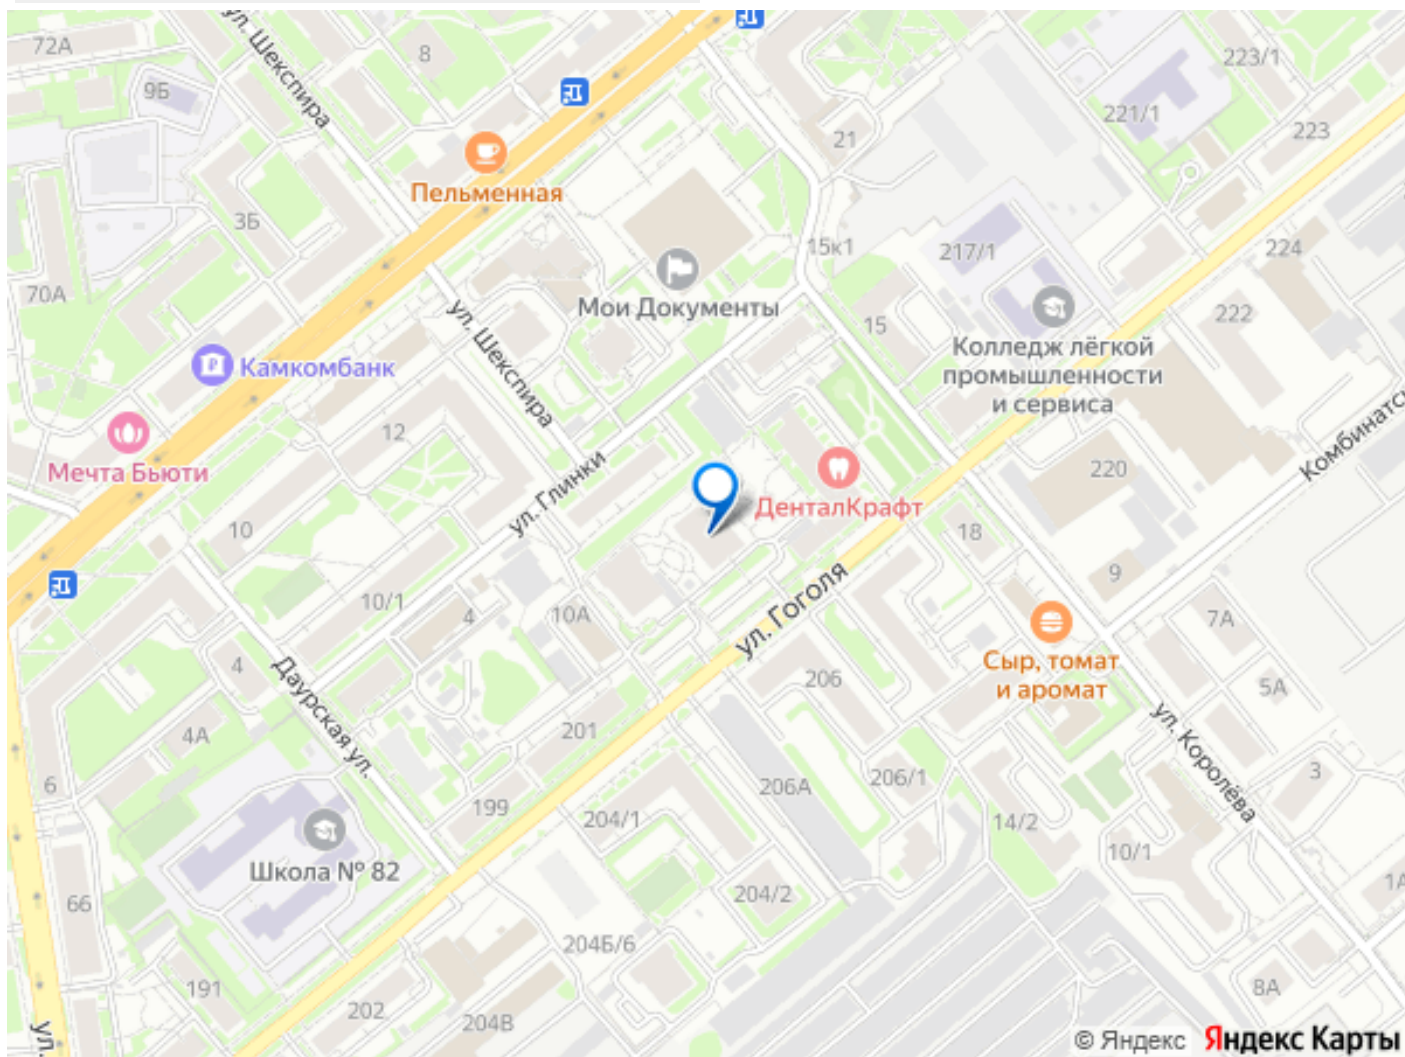 72А
ул. Шекспира
8
223/1
9Б
221/1
223
21
Пельменная
3Б
15к1
217/1
224
70А
Мои Документы
ул. Шекспира
15
222
Колледж лёгкой
промышленности
и сервиса
Камкомбанк
12
Комбинатс
Мечта Бьюти
220
ул. Глинки
ДенталКрафт
10
18
9
ул. Гоголя
10/1
4
10А
7А
4
Даурская ул.
206
Сыр, томат
и аромат
5А
4А
201
ул. Королёва
6
206А
206/1
3
199
204/1
14/2
Школа № 82
10/1
1А
66
204/2
204Б/6
191
202
204В
8А
ул.
© Яндекс Яндекс Карты